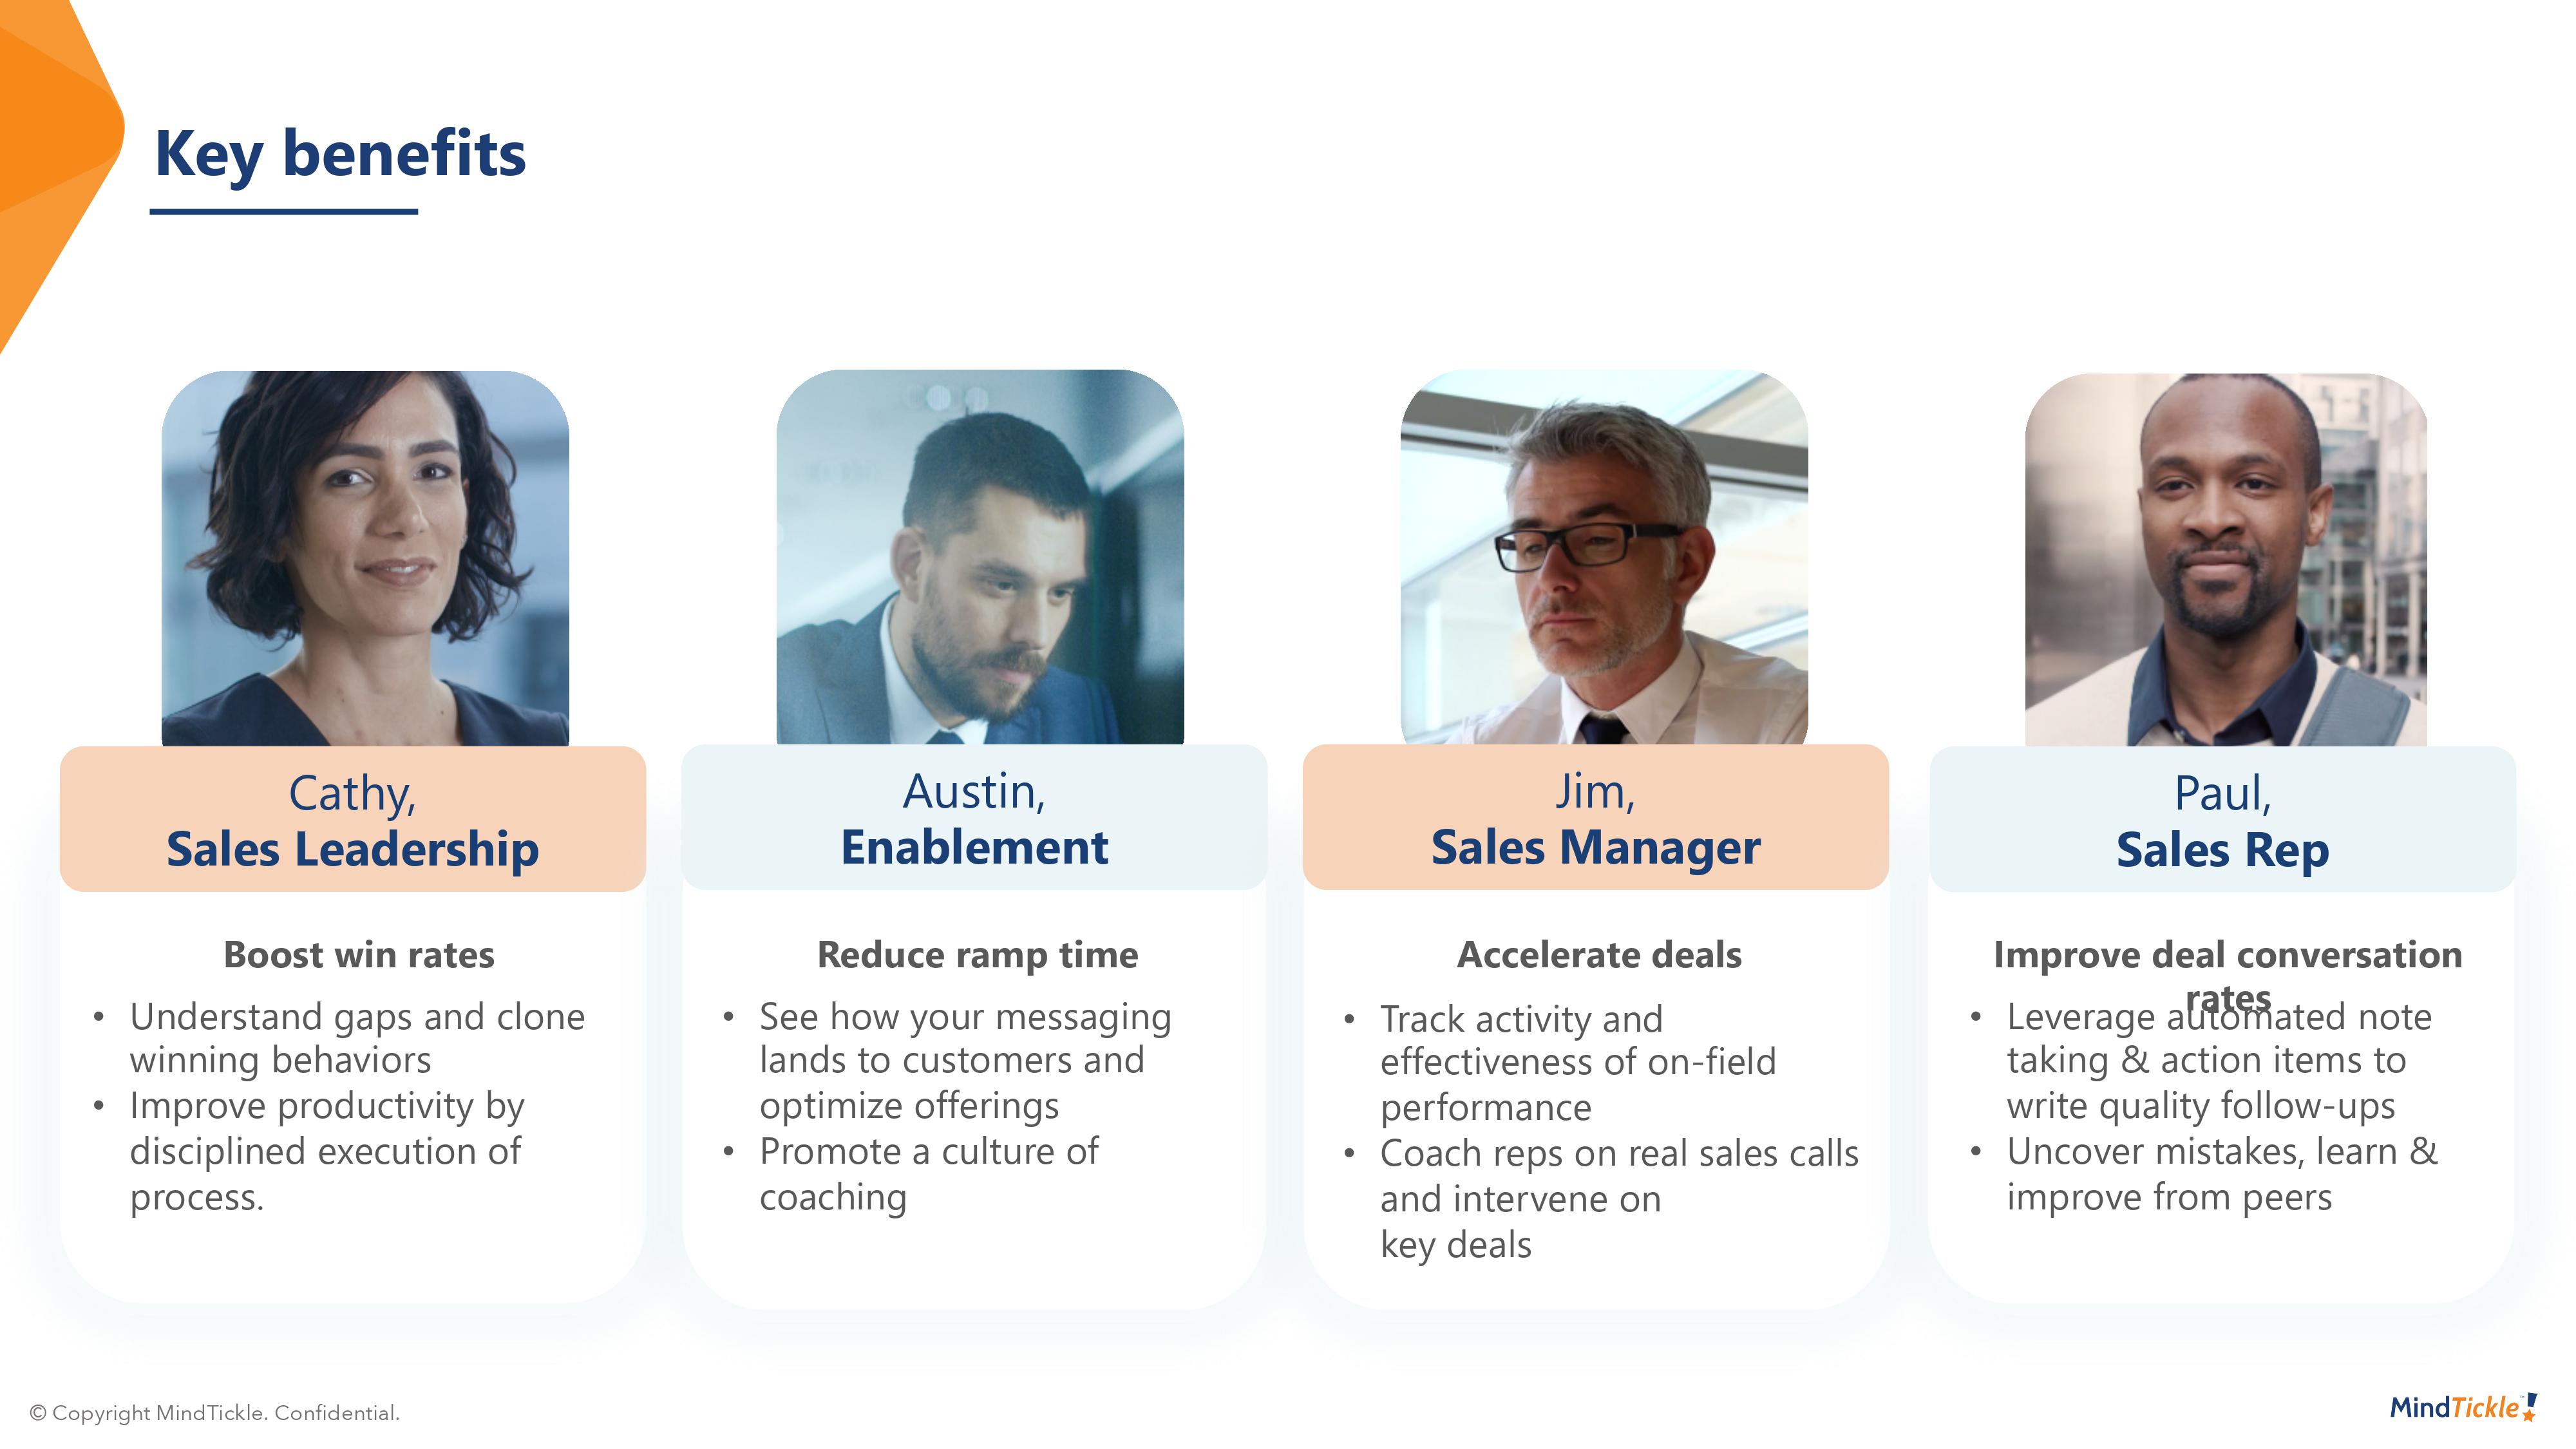 Key benefits
Cathy,
Sales Leadership
Boost win rates
• Understand gaps and clone
winning behaviors
• Improve productivity by
disciplined execution of
process.
Austin,
Enablement
Reduce ramp time
• See how your messaging
lands to customers and
optimize offerings
• Promote a culture of
coaching
Jim,
Sales Manager
Accelerate deals
• Track activity and
effectiveness of on-field
performance
• Coach reps on real sales calls
and intervene on
key deals
Paul,
Sales Rep
Improve deal conversation
rates
• Leverage automated note
taking & action items to
write quality follow-ups
• Uncover mistakes, learn &
improve from peers
© Copyright MindTickle. Confidential.
MindTickle!